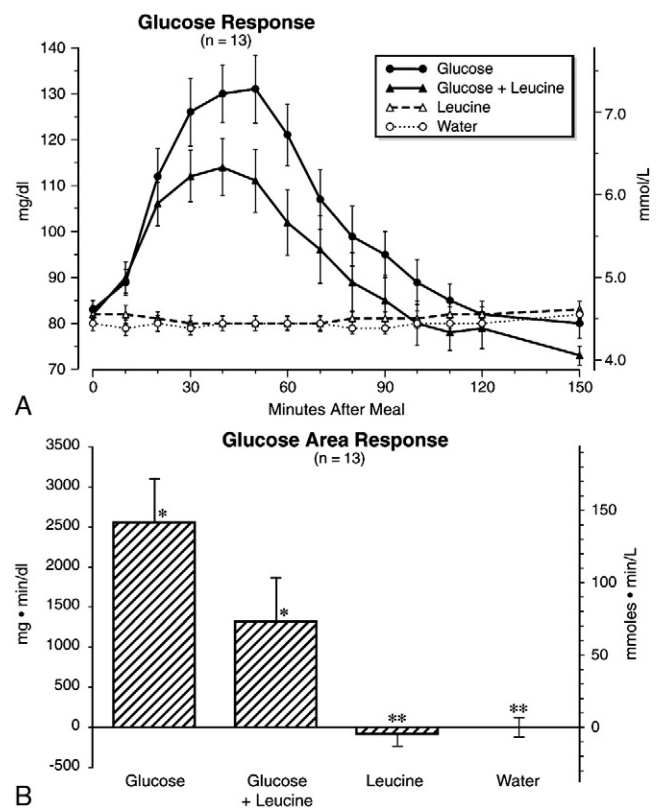 Glucose Response
(n = 13)
140
130
120
110
100
90
80
70
mg/dl
7.0
6.0
5.0
4.0
mmol/L
Glucose
Glucose + Leucine
Leucine
Water
0
30
60
90
120
150
Minutes After Meal
A
Glucose Area Response
(n = 13)
3500
3000
2500
2000
1500
1000
500
0
-500
mg • min/dl
150
100
50
0
mmoles • min/L
*
*
**
**
Glucose
Glucose
+ Leucine
Leucine
Water
B